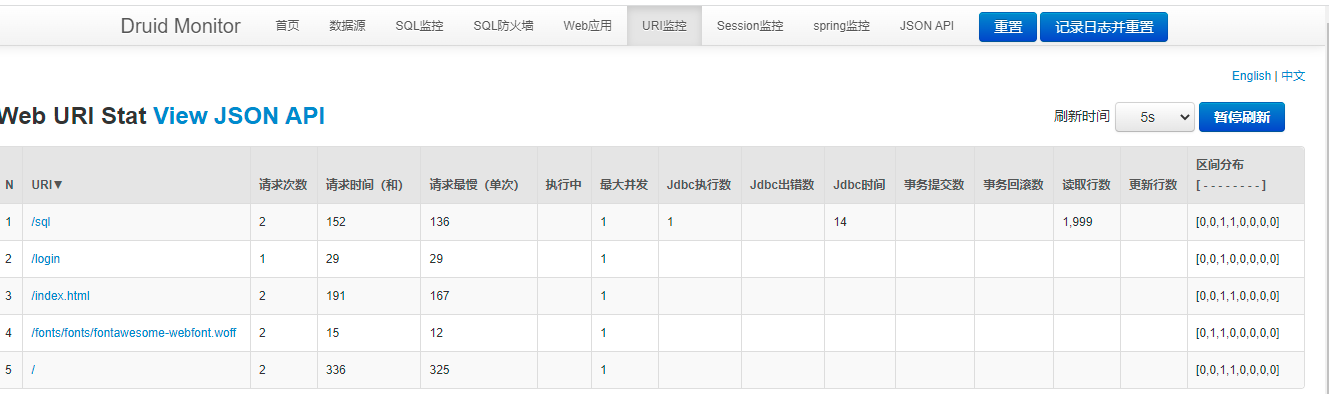 Druid Monitor 首页 数据源 SQL监控 SQL防火墙 Web应用 URI监控 Session监控 spring监控 JSON API 重置 记录日志并重置
English | 中文
Web URI Stat View JSON API 刷新时间 5s 暂停刷新
N URI▼ 请求次数 请求时间（和） 请求最慢（单次） 执行中 最大并发 Jdbc执行数 Jdbc出错数 Jdbc时间 事务提交数 事务回滚数 读取行数 更新行数 区间分布
[ - - - - - - - - ]
1 /sql 2 152 136 1 1 14 1,999 [0,0,1,1,0,0,0,0]
2 /login 1 29 29 1 [0,0,1,0,0,0,0,0]
3 /index.html 2 191 167 1 [0,0,1,1,0,0,0,0]
4 /fonts/fonts/fontawesome-webfont.woff 2 15 12 1 [0,1,1,0,0,0,0,0]
5 / 2 336 325 1 [0,0,1,1,0,0,0,0]